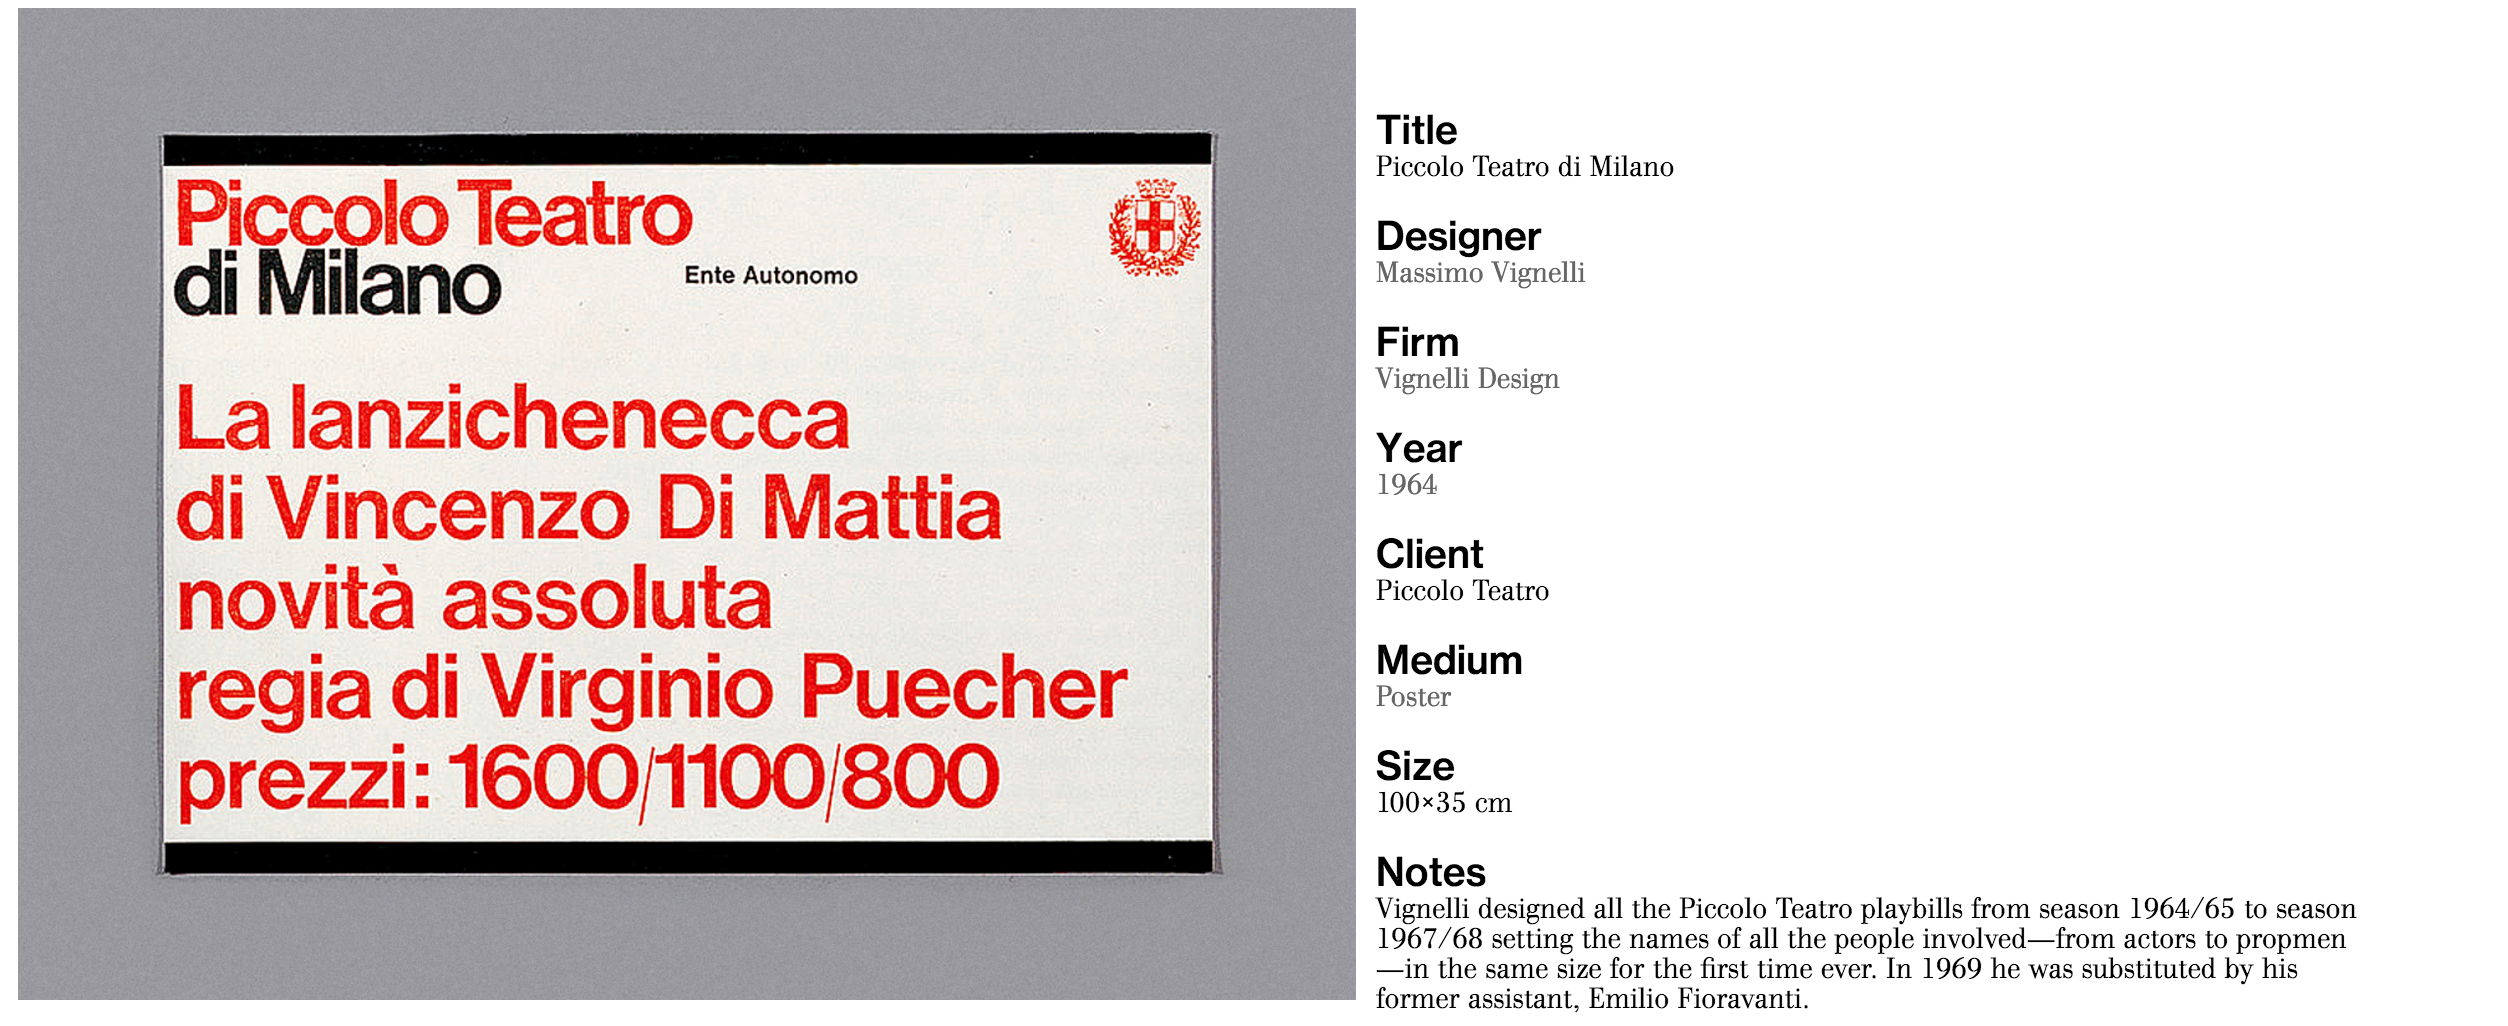 Piccolo Teatro
di Milano
Ente Autonomo
La lanzichenecca
di Vincenzo Di Mattia
novità assoluta
regia di Virginio Puecher
prezzi: 1600/1100/800
Title
Piccolo Teatro di Milano
Designer
Massimo Vignelli
Firm
Vignelli Design
Year
1964
Client
Piccolo Teatro
Medium
Poster
Size
100×35 cm
Notes
Vignelli designed all the Piccolo Teatro playbills from season 1964/65 to season
1967/68 setting the names of all the people involved—from actors to propmen
—in the same size for the first time ever. In 1969 he was substituted by his
former assistant, Emilio Fioravanti.